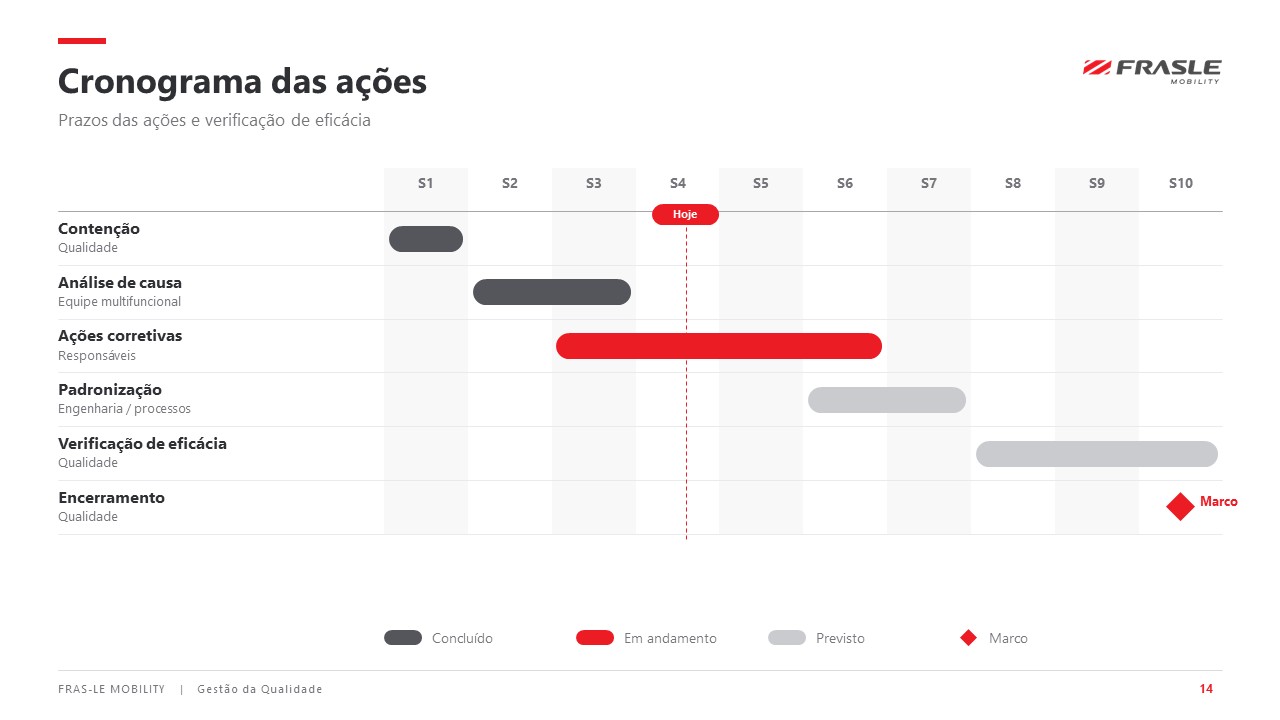 Cronograma das ações
FRASLE
MOBILITY
Prazos das ações e verificação de eficácia
S1 S2 S3 S4 S5 S6 S7 S8 S9 S10
Hoje
Contenção
Qualidade
Análise de causa
Equipe multifuncional
Ações corretivas
Responsáveis
Padronização
Engenharia / processos
Verificação de eficácia
Qualidade
Encerramento
Qualidade
Marco
Concluído Em andamento Previsto Marco
FRAS-LE MOBILITY | Gestão da Qualidade 14